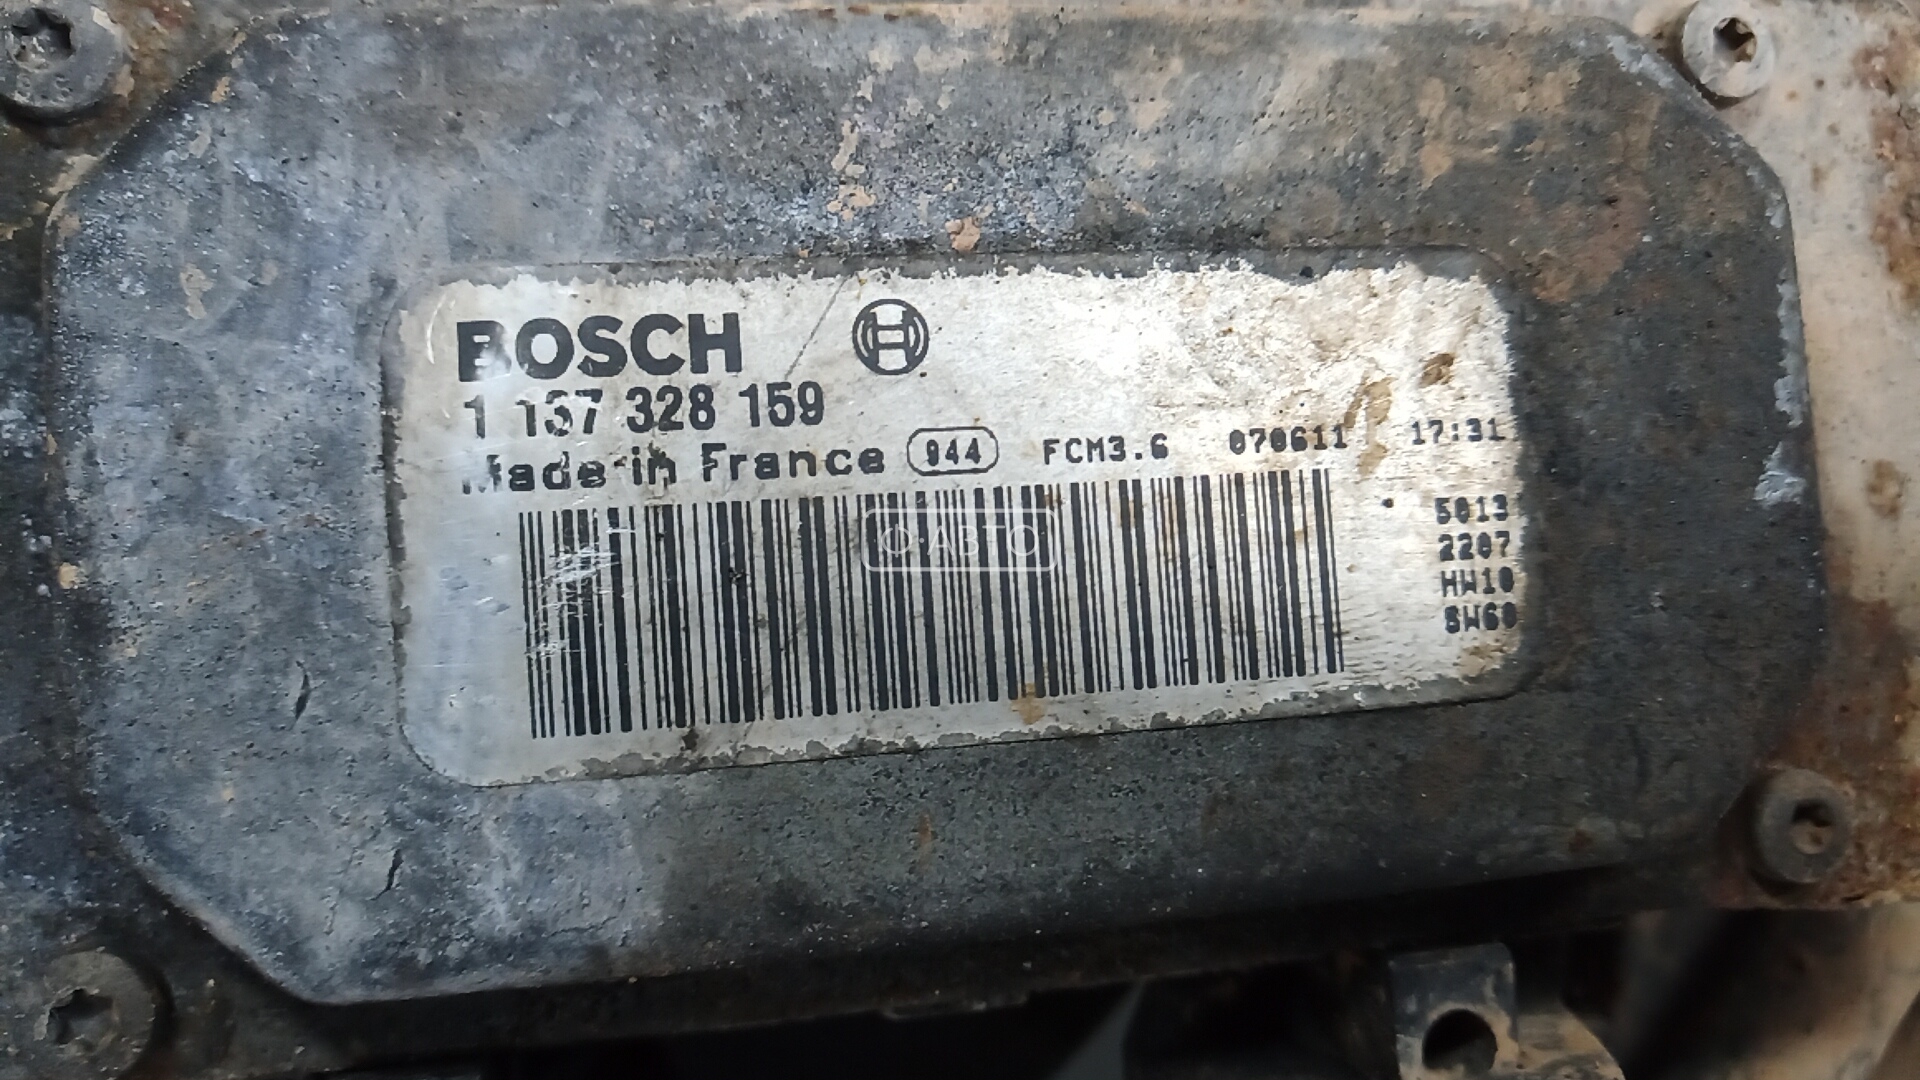 BOSCH
1 137 328 159
Made in France 944 FCM3.6 070611 17:31
5013
2207
HW10
SW60
О·АВТО